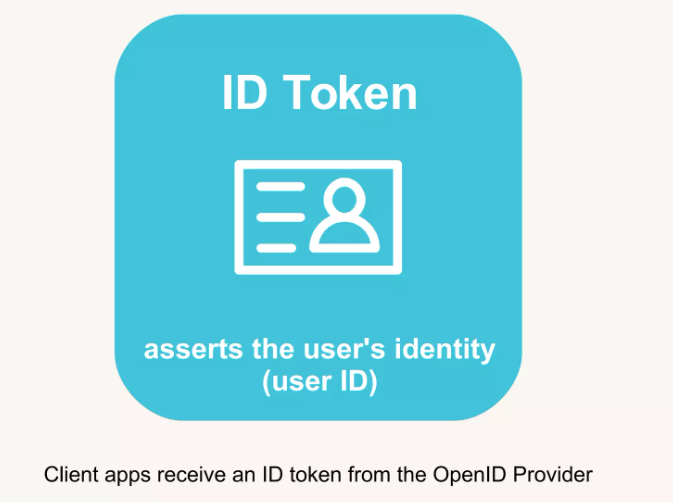 ID Token
asserts the user's identity
(user ID)
Client apps receive an ID token from the OpenID Provider